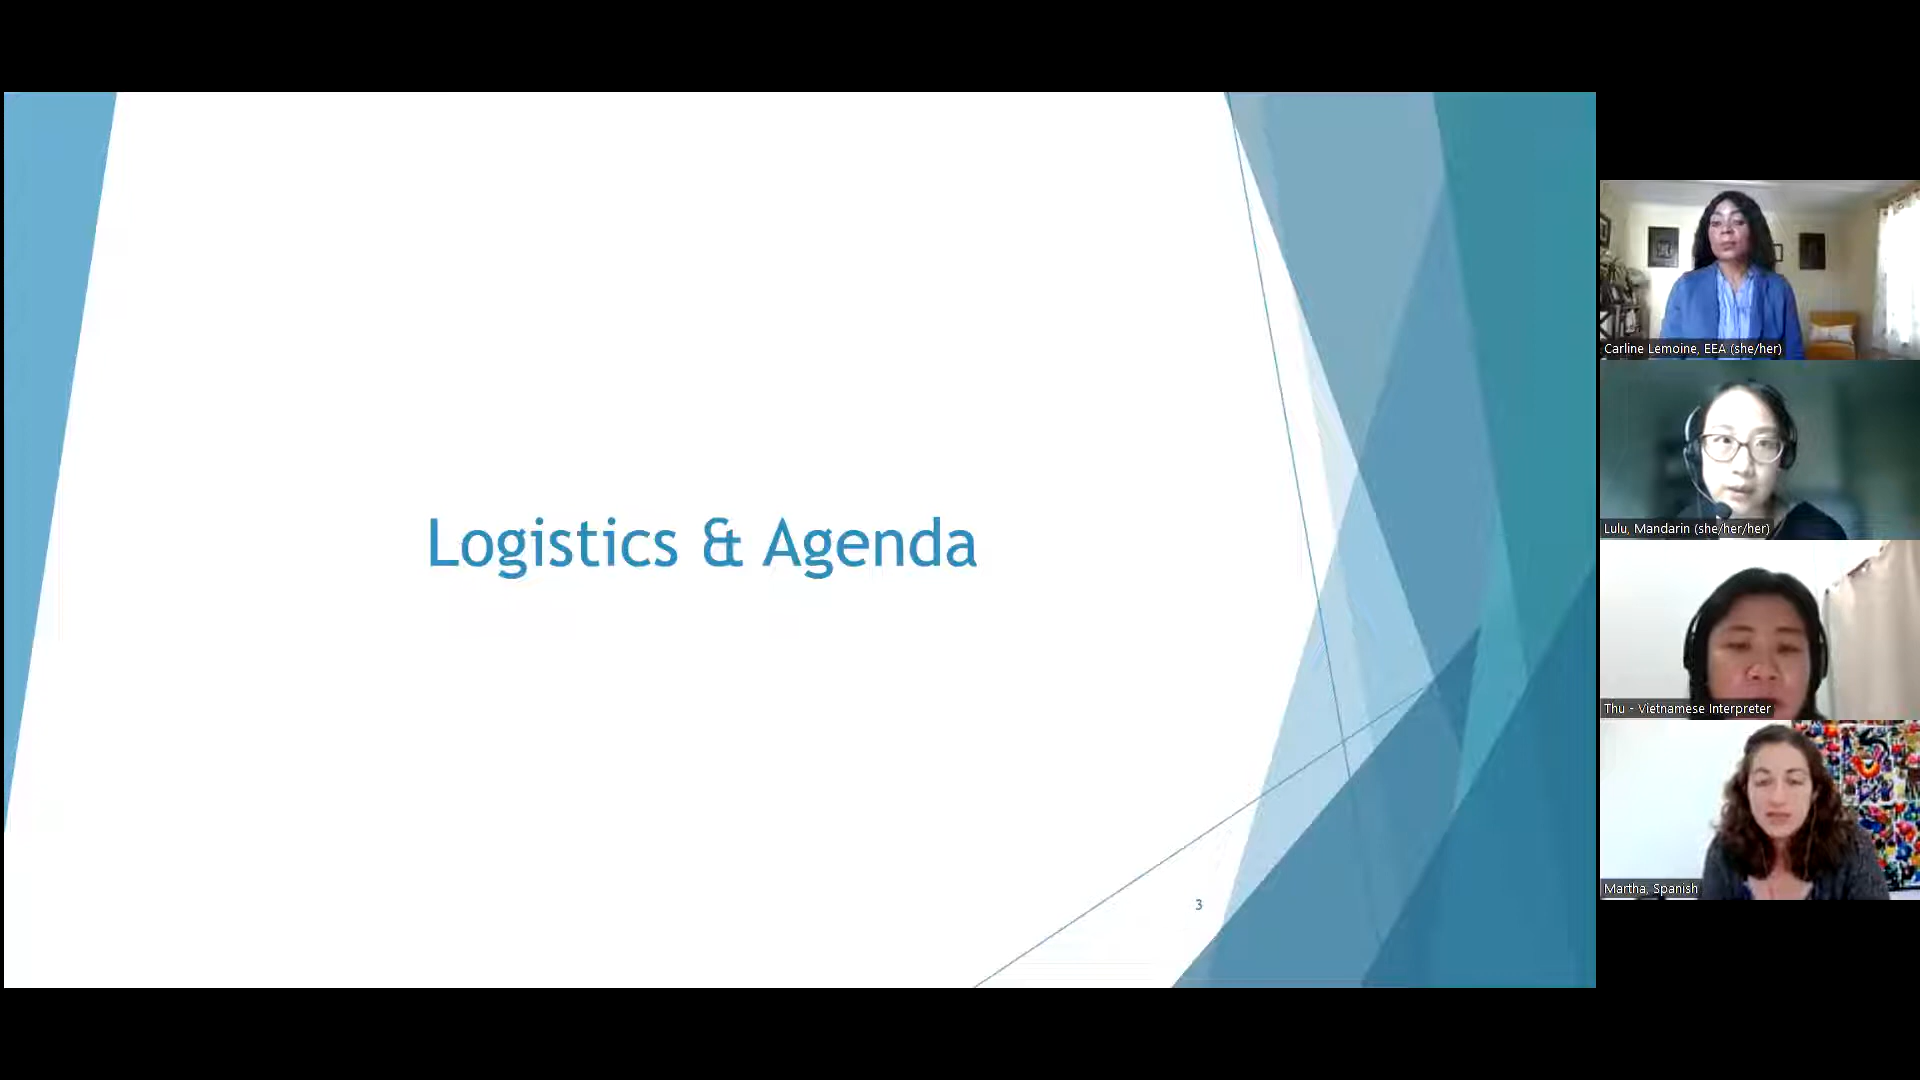 Logistics & Agenda
3
Carline Lemoine, EEA (she/her)
Lulu, Mandarin (she/her/her)
Thu - Vietnamese Interpreter
Martha, Spanish